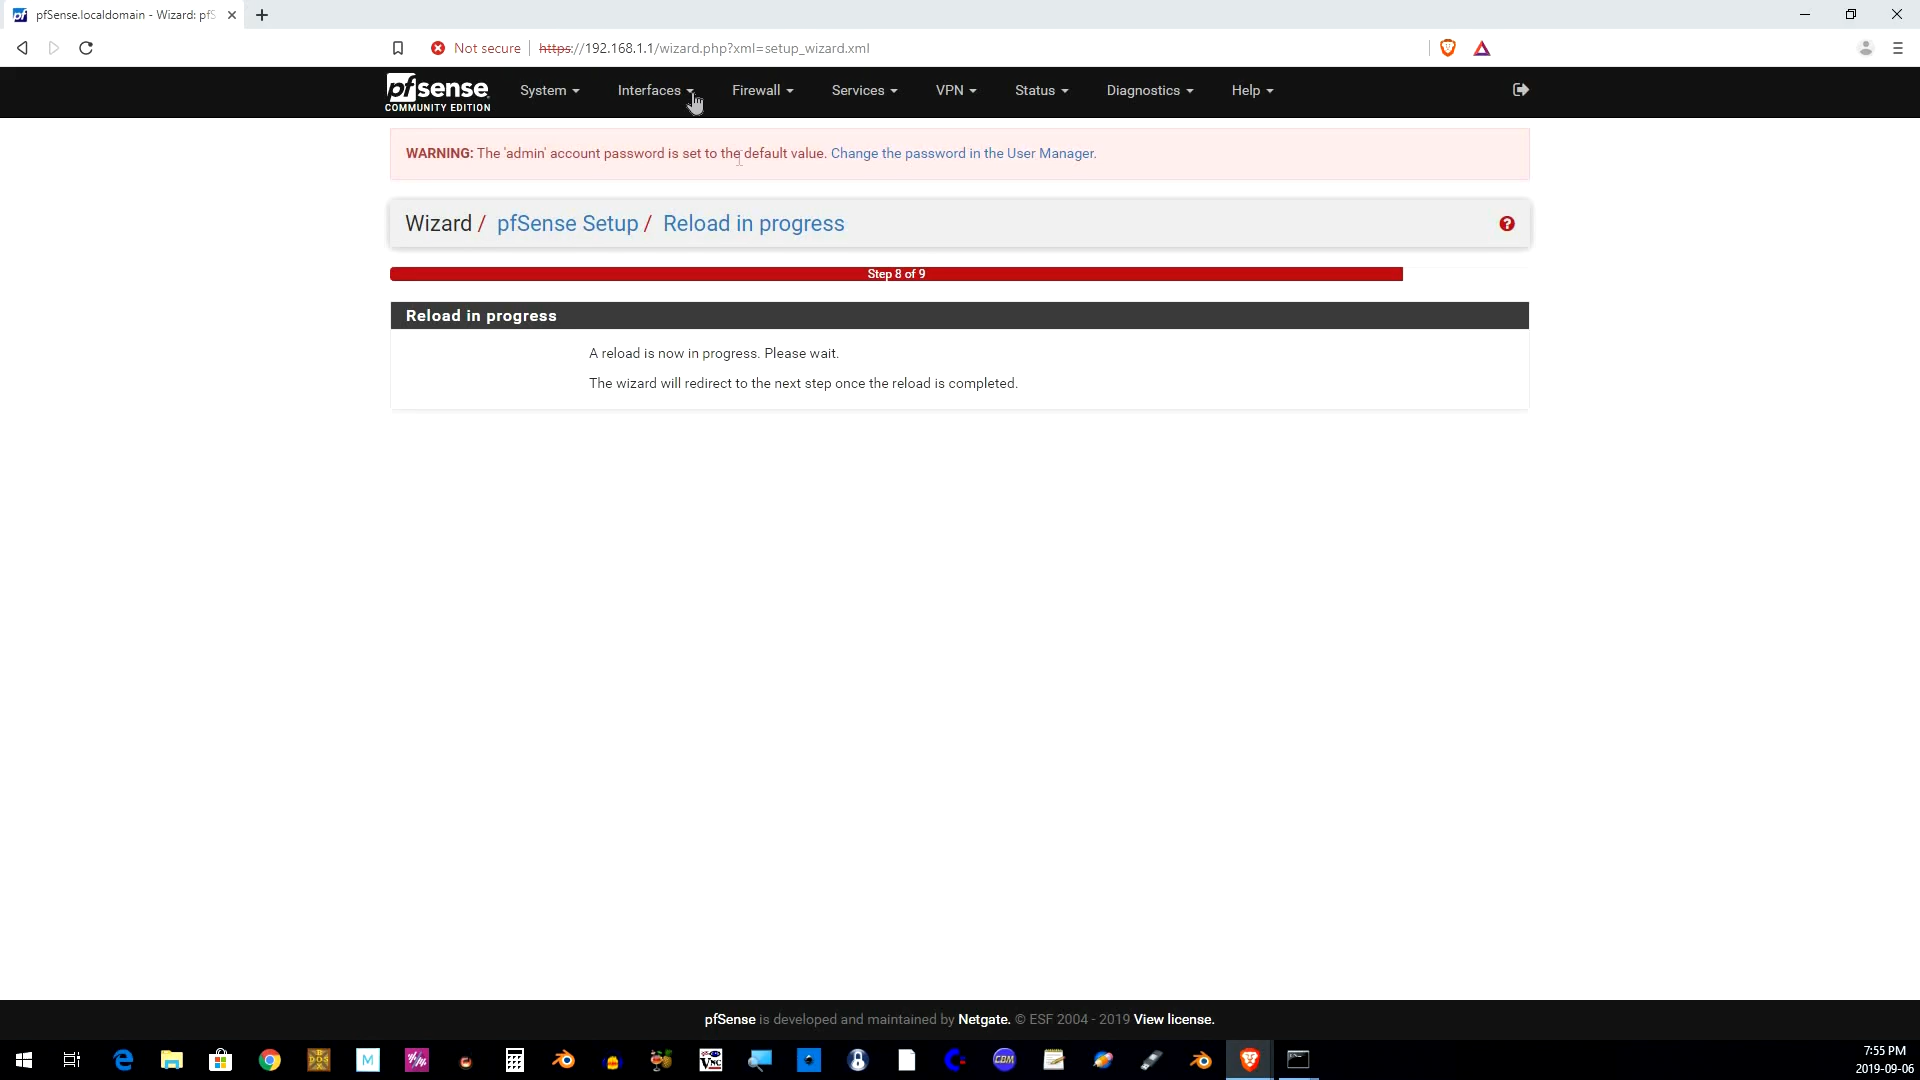 pfSense.localdomain - Wizard: pfS
Not secure
https://192.168.1.1/wizard.php?xml=setup_wizard.xml
pfsense
COMMUNITY EDITION
System
Interfaces
Firewall
Services
VPN
Status
Diagnostics
Help
WARNING: The 'admin' account password is set to the default value. Change the password in the User Manager.
Wizard / pfSense Setup / Reload in progress
Step 8 of 9
Reload in progress
A reload is now in progress. Please wait.
The wizard will redirect to the next step once the reload is completed.
pfSense is developed and maintained by Netgate. © ESF 2004 - 2019 View license.
7:55 PM
2019-09-06